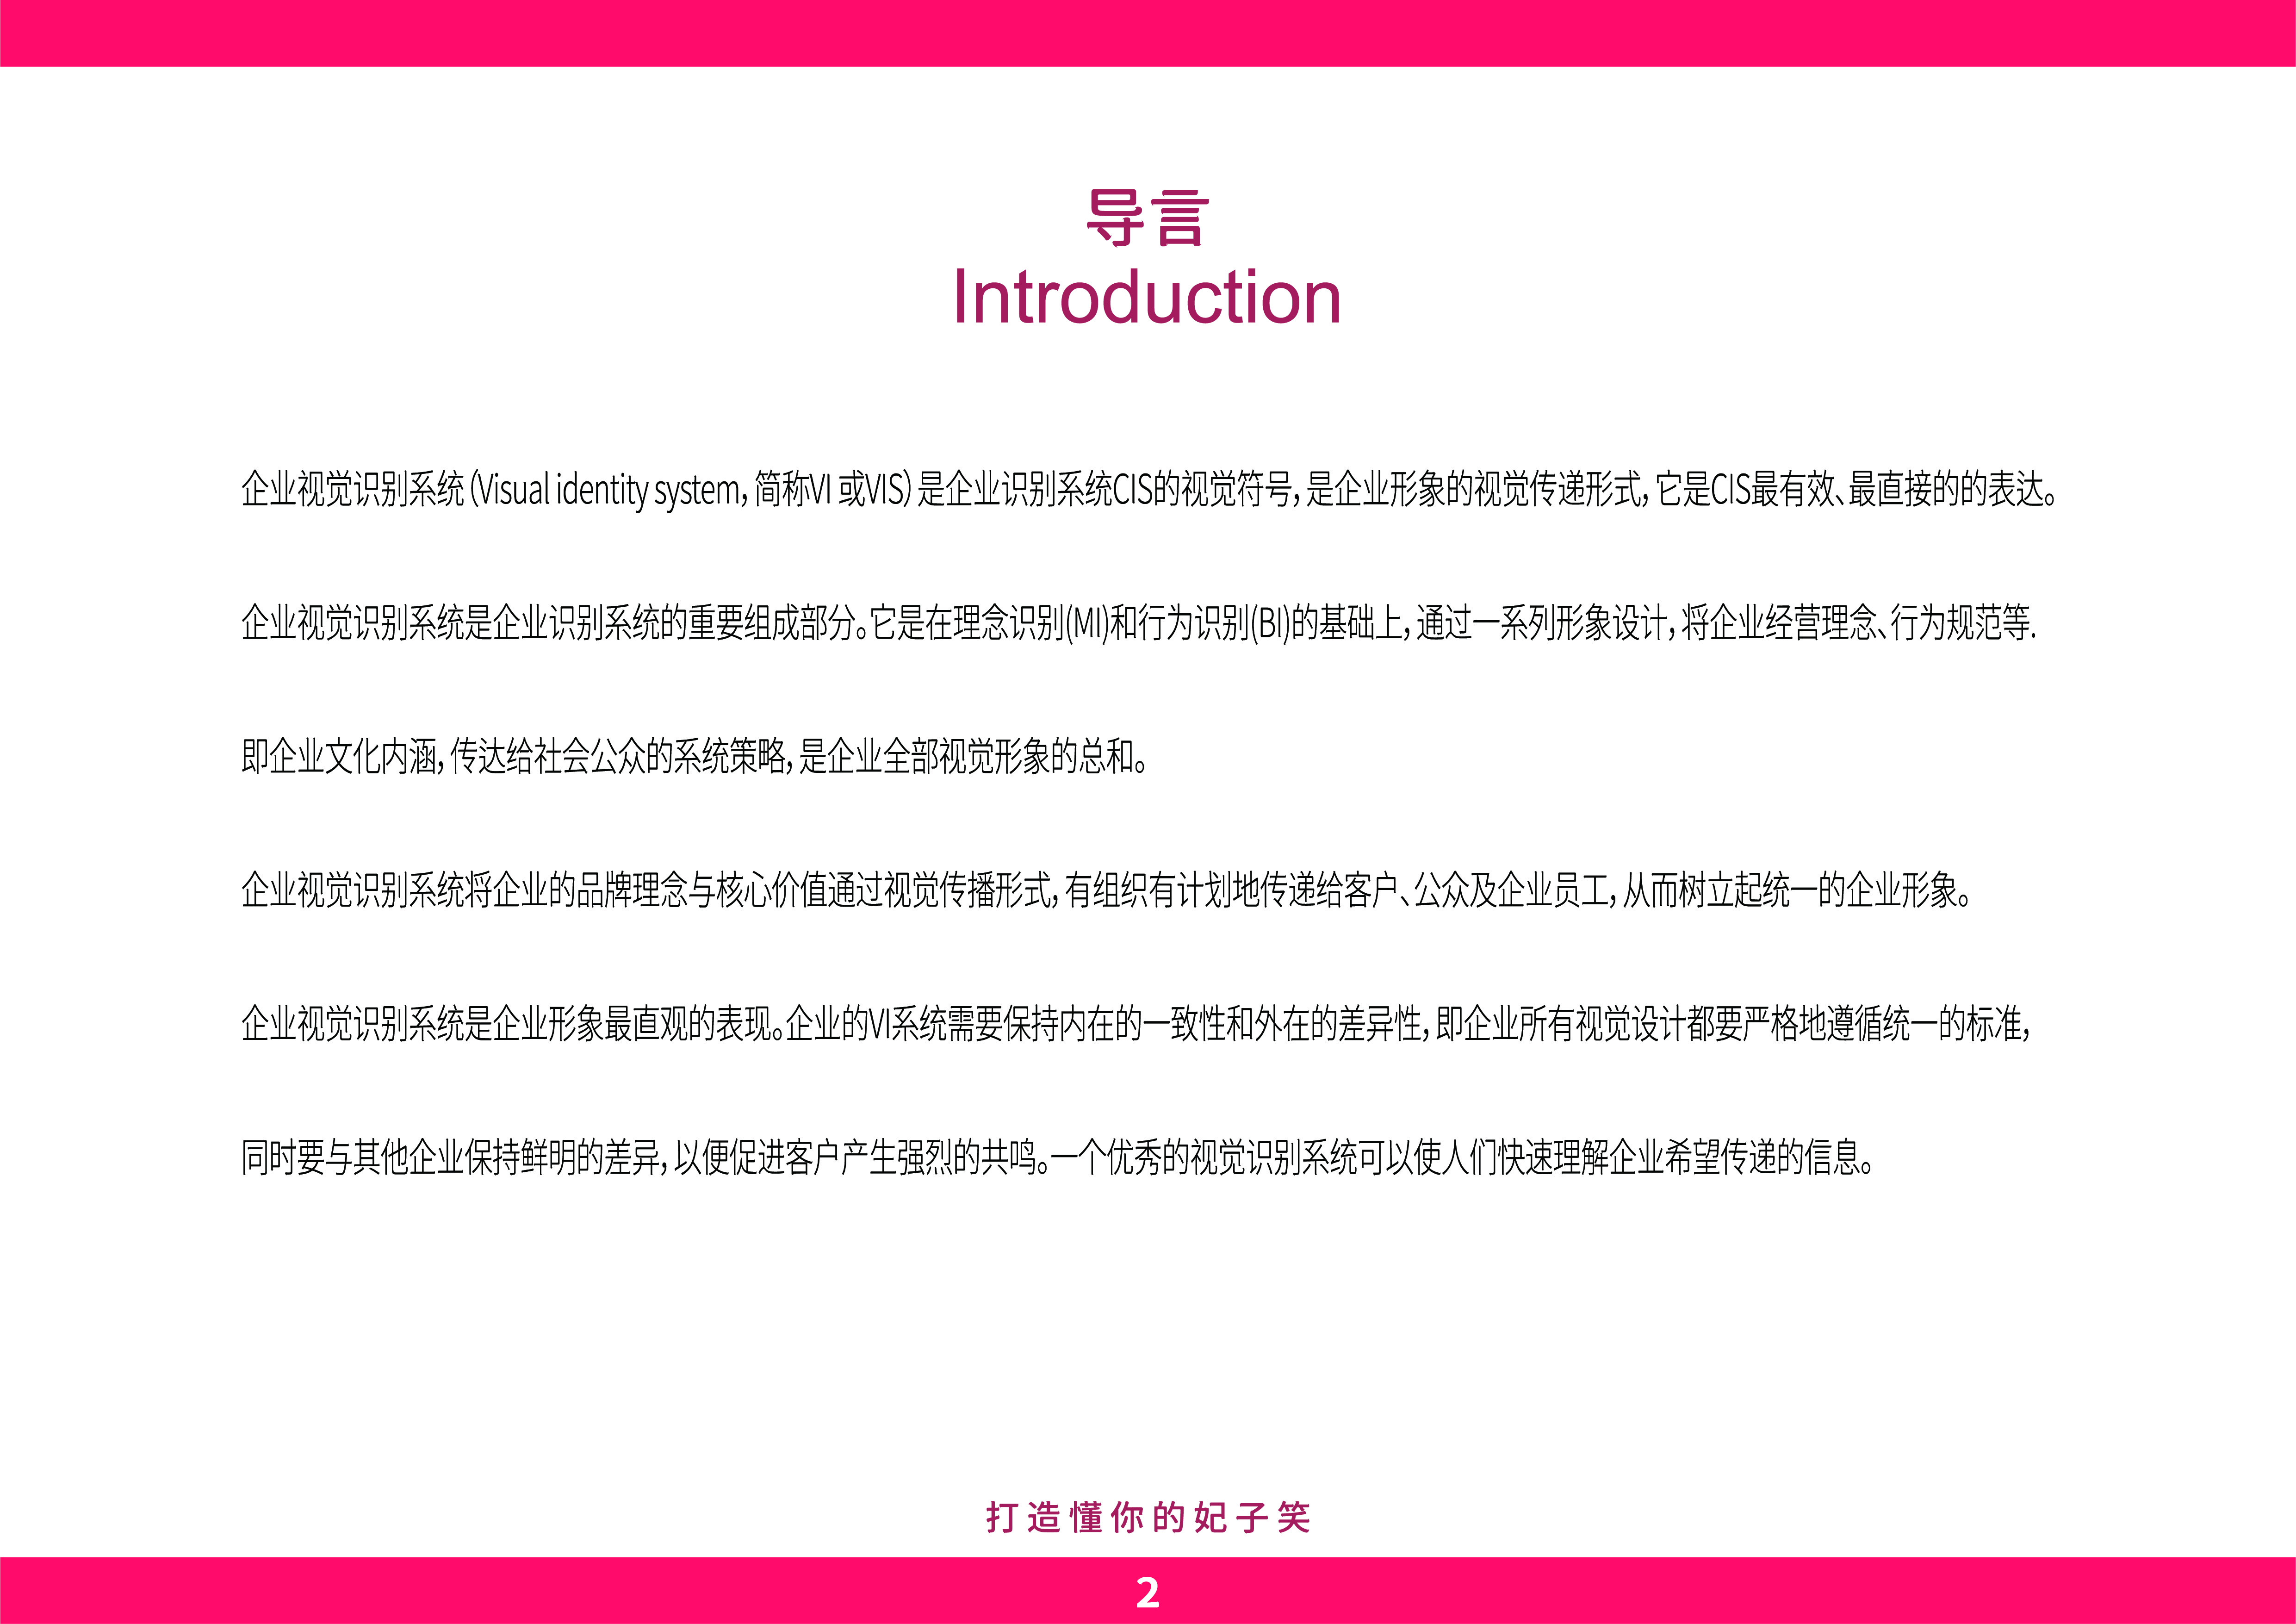 导言
Introduction
企业视觉识别系统（Visual identity system，简称VI 或VIS）是企业识别系统CIS的视觉符号，是企业形象的视觉传递形式，它是CIS最有效、最直接的的表达。
企业视觉识别系统是企业识别系统的重要组成部分。它是在理念识别(MI)和行为识别(BI)的基础上，通过一系列形象设计，将企业经营理念、行为规范等.
即企业文化内涵，传达给社会公众的系统策略，是企业全部视觉形象的总和。
企业视觉识别系统将企业的品牌理念与核心价值通过视觉传播形式，有组织有计划地传递给客户、公众及企业员工，从而树立起统一的企业形象。
企业视觉识别系统是企业形象最直观的表现。企业的VI系统需要保持内在的一致性和外在的差异性，即企业所有视觉设计都要严格地遵循统一的标准，
同时要与其他企业保持鲜明的差异，以便促进客户产生强烈的共鸣。一个优秀的视觉识别系统可以使人们快速理解企业希望传递的信息。
打造懂你的妃子笑
2